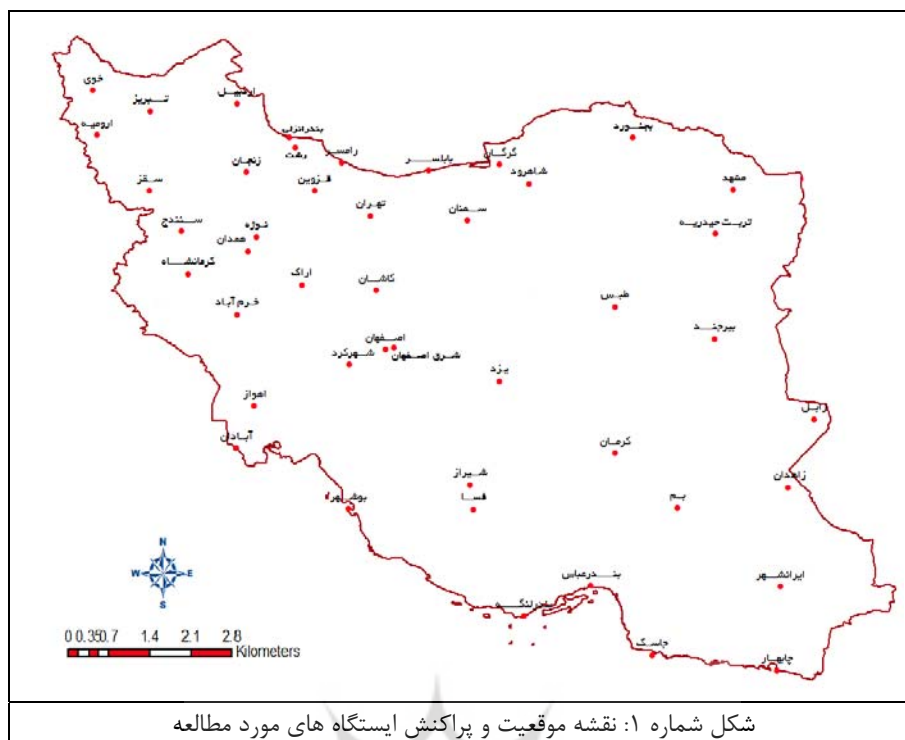 خوی
تبریز
اردبیل
ارومیه
بندرانزلی
رشت
زنجان
رامسر
قزوین
بابلسر
گرگان
شاهرود
بجنورد
مشهد
سقز
تهران
سمنان
تربت حیدریه
سنندج
نوژه
همدان
کرمانشاه
اراک
کاشان
خرم آباد
طبس
بیرجند
اصفهان
شرق اصفهان
شهرکرد
یزد
اهواز
زابل
آبادان
کرمان
شیراز
زاهدان
بوشهر
فسا
بم
بندرعباس
ایرانشهر
بندرلنگه
جاسک
چابهار
N
W E
S
0 0.35 0.7 1.4 2.1 2.8
Kilometers
شکل شماره ۱: نقشه موقعیت و پراکنش ایستگاه های مورد مطالعه